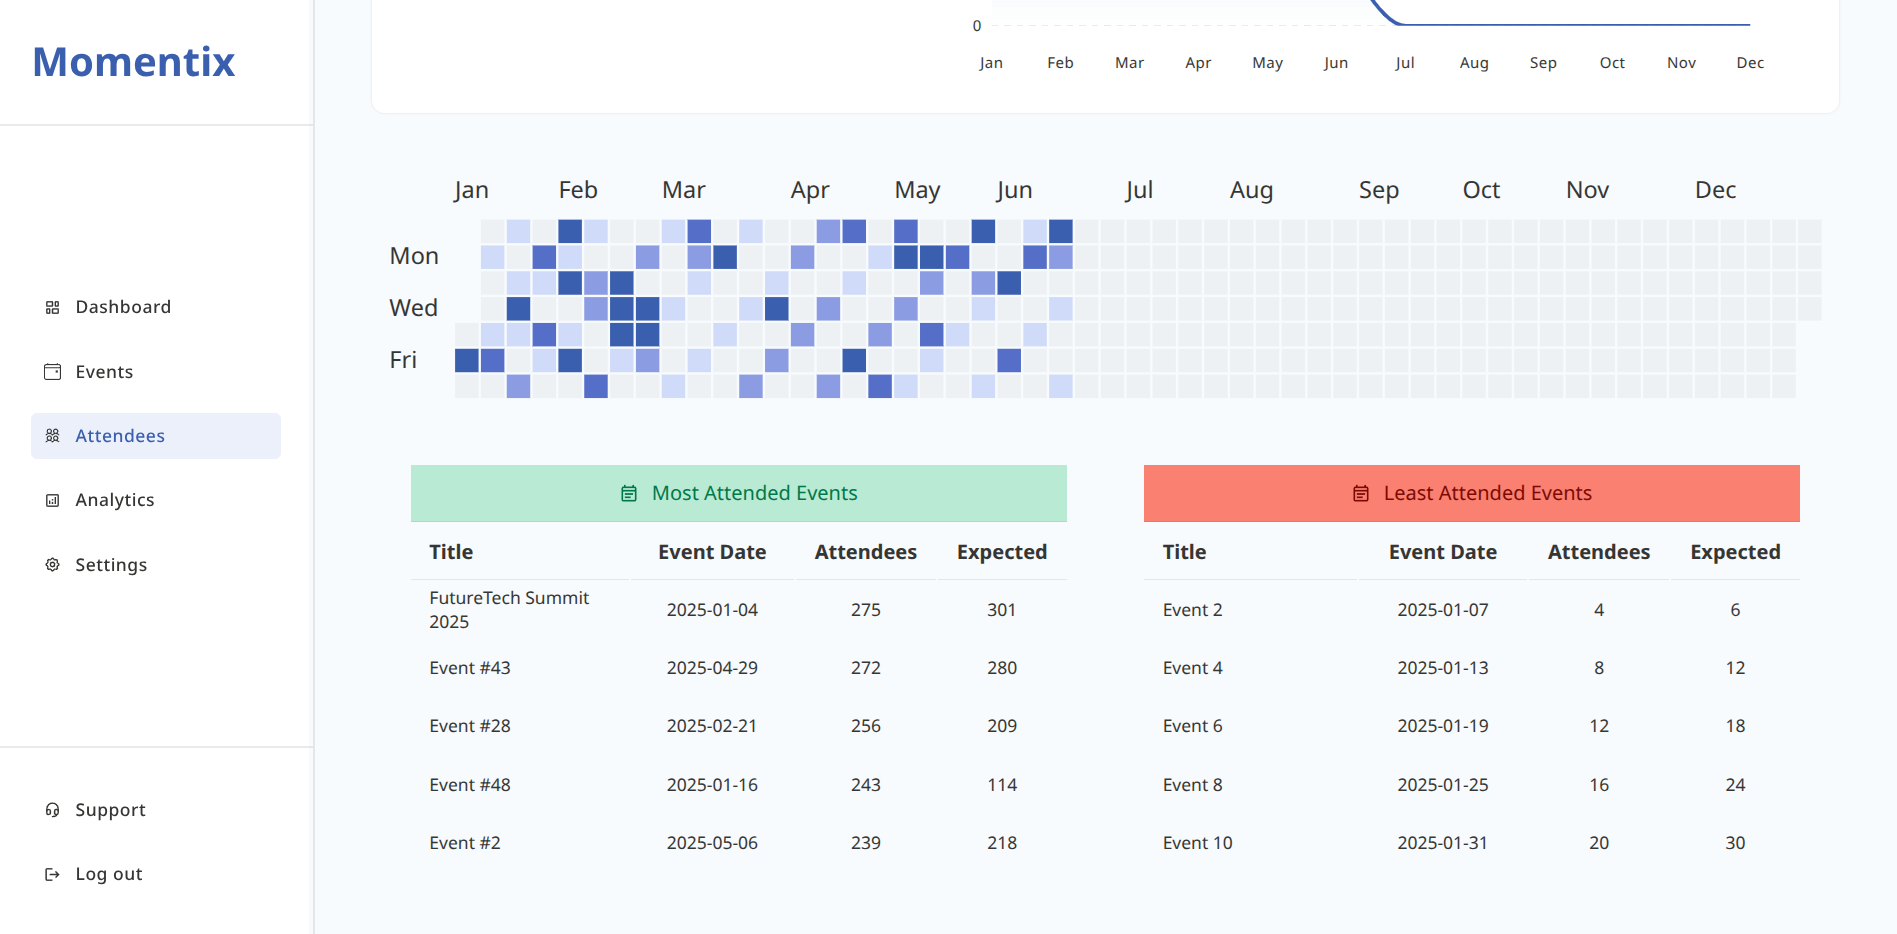 Momentix
Dashboard
Events
Attendees
Analytics
Settings
Support
Log out
0
Jan Feb Mar Apr May Jun Jul Aug Sep Oct Nov Dec
Jan Feb Mar Apr May Jun Jul Aug Sep Oct Nov Dec
Mon
Wed
Fri
Most Attended Events
Title Event Date Attendees Expected
FutureTech Summit
2025 2025-01-04 275 301
Event #43 2025-04-29 272 280
Event #28 2025-02-21 256 209
Event #48 2025-01-16 243 114
Event #2 2025-05-06 239 218
Least Attended Events
Title Event Date Attendees Expected
Event 2 2025-01-07 4 6
Event 4 2025-01-13 8 12
Event 6 2025-01-19 12 18
Event 8 2025-01-25 16 24
Event 10 2025-01-31 20 30